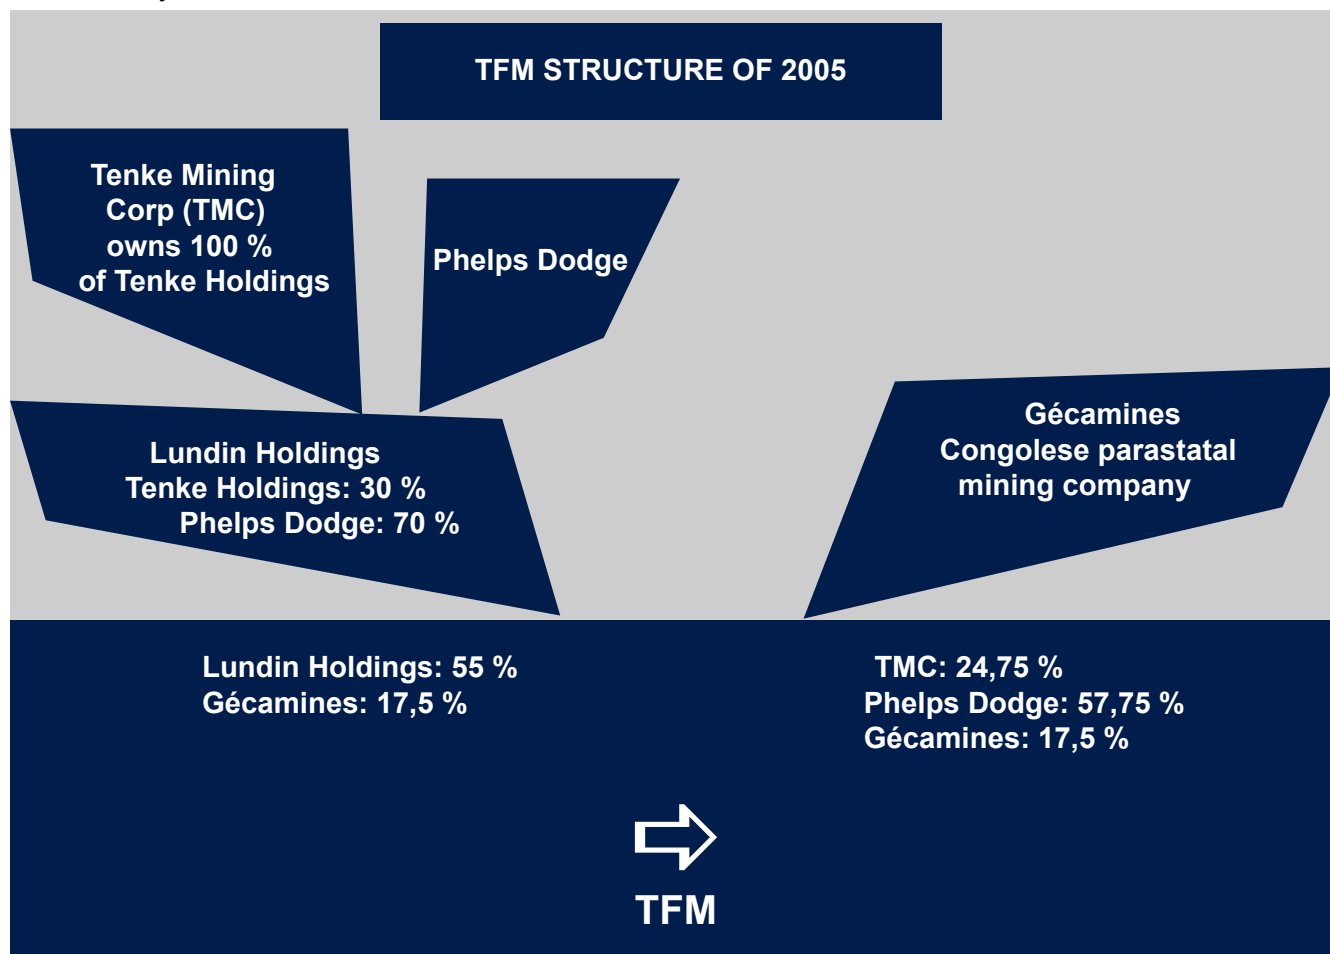 TFM STRUCTURE OF 2005
Tenke Mining
Corp (TMC)
owns 100 %
of Tenke Holdings
Phelps Dodge
Lundin Holdings
Tenke Holdings: 30 %
Phelps Dodge: 70 %
Gécamines
Congolese parastatal
mining company
Lundin Holdings: 55 %
Gécamines: 17,5 %
TMC: 24,75 %
Phelps Dodge: 57,75 %
Gécamines: 17,5 %
TFM